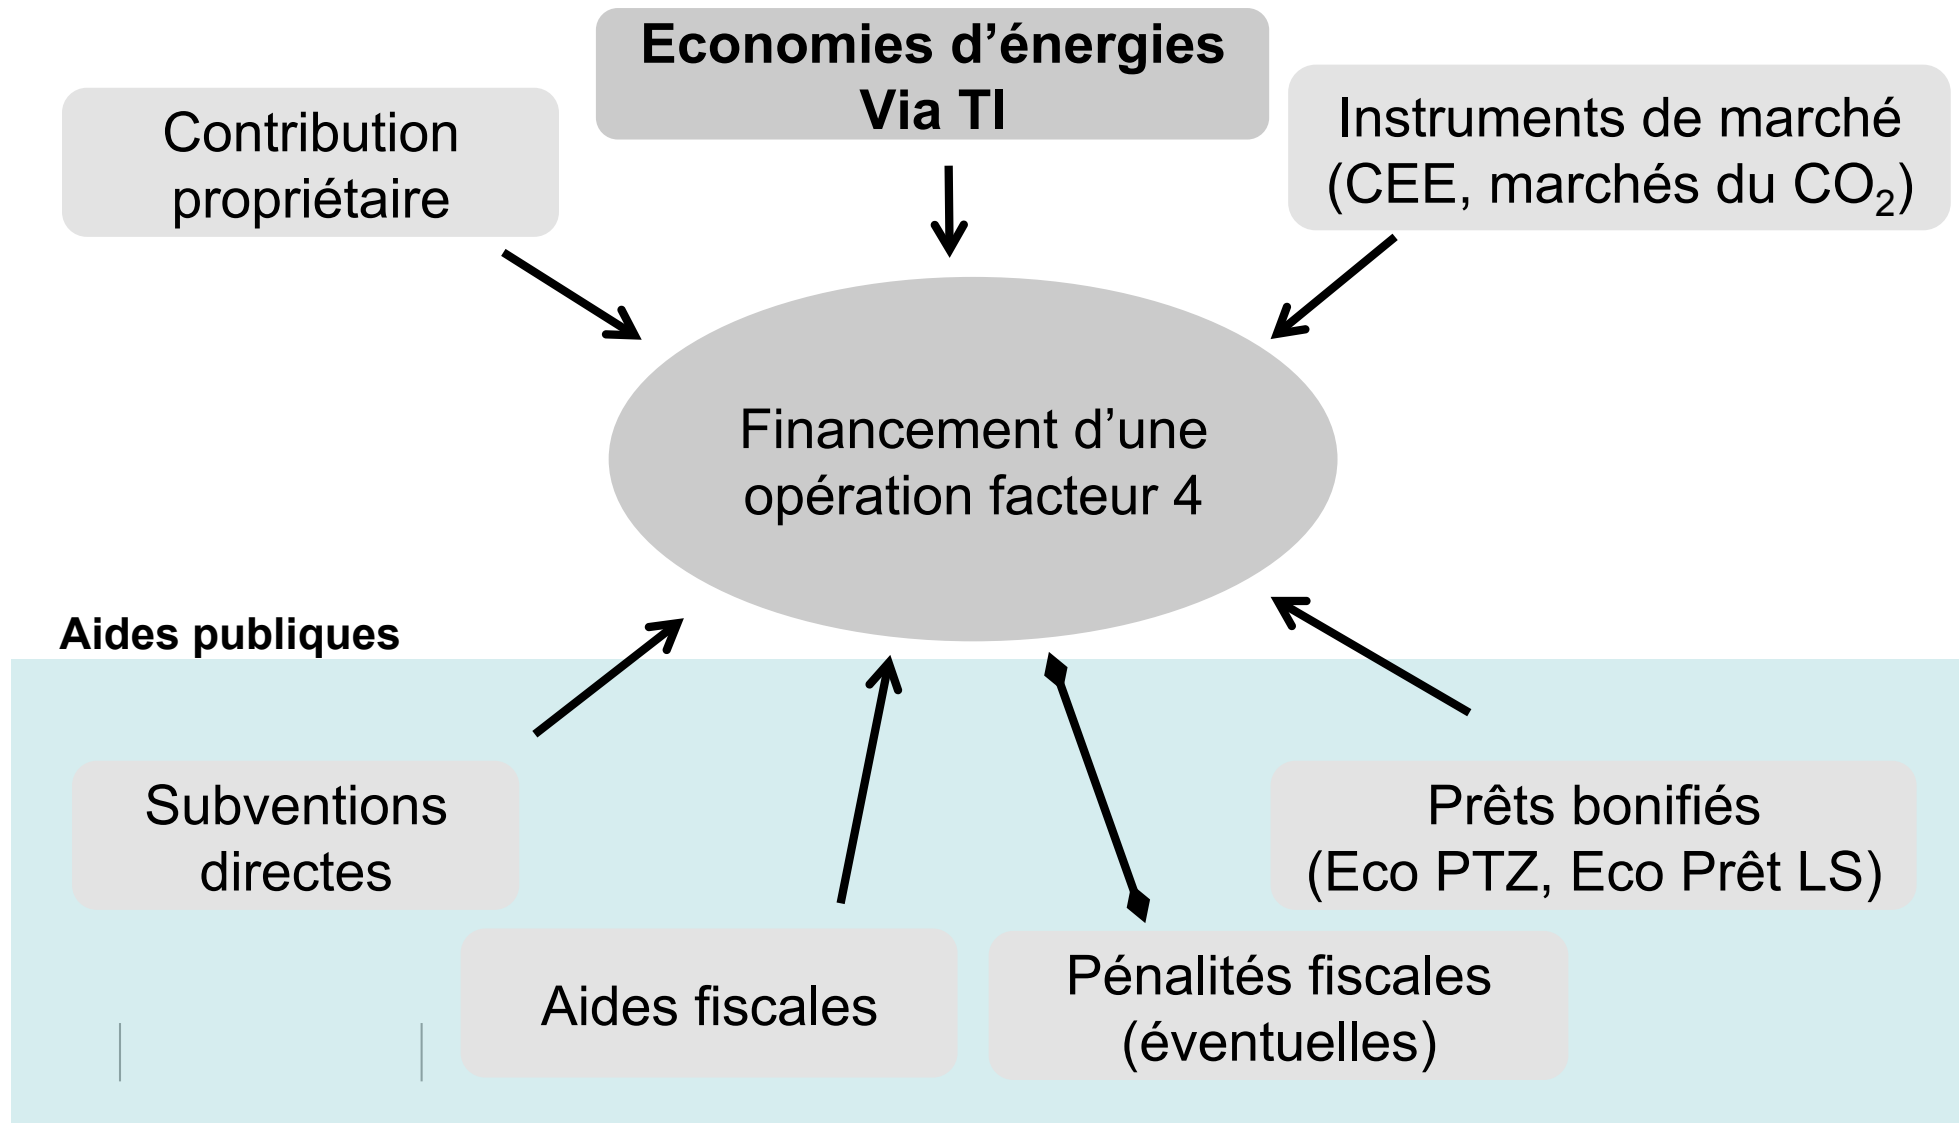 Economies d’énergies
Via TI
Contribution
propriétaire
Instruments de marché
(CEE, marchés du CO₂)
Financement d’une
opération facteur 4
Aides publiques
Subventions
directes
Prêts bonifiés
(Eco PTZ, Eco Prêt LS)
Aides fiscales
Pénalités fiscales
(éventuelles)